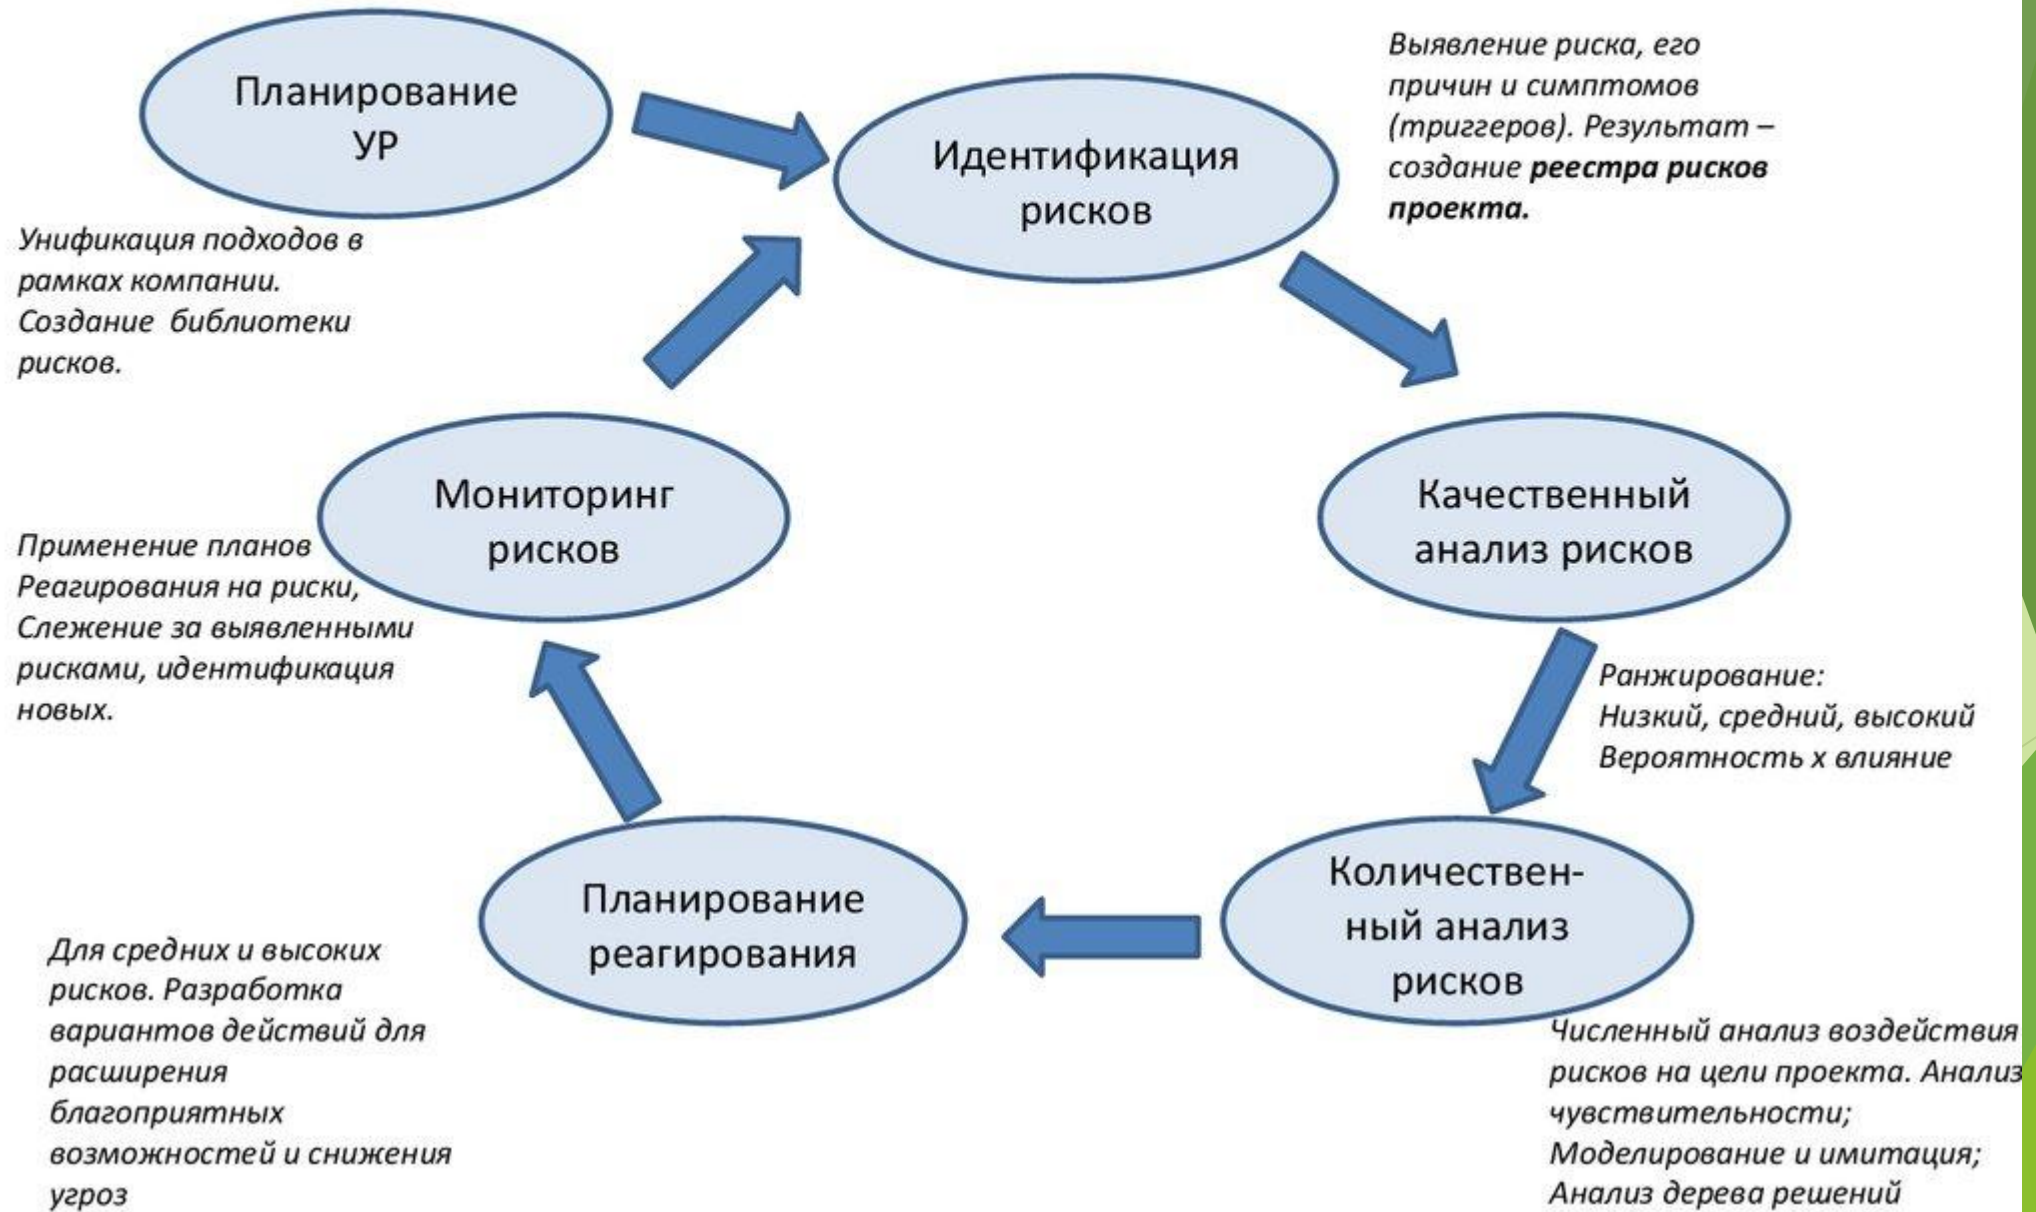 Планирование
УР
Унификация подходов в
рамках компании.
Создание библиотеки
рисков.
Идентификация
рисков
Выявление риска, его
причин и симптомов
(триггеров). Результат –
создание реестра рисков
проекта.
Качественный
анализ рисков
Ранжирование:
Низкий, средний, высокий
Вероятность х влияние
Количествен-
ный анализ
рисков
Численный анализ воздействия
рисков на цели проекта. Анализ
чувствительности;
Моделирование и имитация;
Анализ дерева решений
Планирование
реагирования
Для средних и высоких
рисков. Разработка
вариантов действий для
расширения
благоприятных
возможностей и снижения
угроз
Мониторинг
рисков
Применение планов
Реагирования на риски,
Слежение за выявленными
рисками, идентификация
новых.